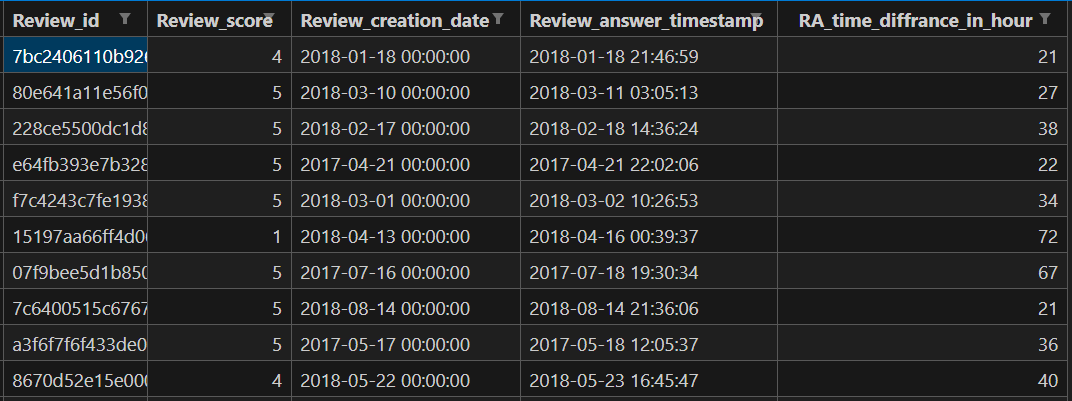 Review_id Review_score Review_creation_date Review_answer_timestamp RA_time_diffrance_in_hour
7bc2406110b926 4 2018-01-18 00:00:00 2018-01-18 21:46:59 21
80e641a11e56f0 5 2018-03-10 00:00:00 2018-03-11 03:05:13 27
228ce5500dc1d8 5 2018-02-17 00:00:00 2018-02-18 14:36:24 38
e64fb393e7b328 5 2017-04-21 00:00:00 2017-04-21 22:02:06 22
f7c4243c7fe1938 5 2018-03-01 00:00:00 2018-03-02 10:26:53 34
15197aa66ff4d06 1 2018-04-13 00:00:00 2018-04-16 00:39:37 72
07f9bee5d1b850 5 2017-07-16 00:00:00 2017-07-18 19:30:34 67
7c6400515c6767 5 2018-08-14 00:00:00 2018-08-14 21:36:06 21
a3f6f7f6f433de0 5 2017-05-17 00:00:00 2017-05-18 12:05:37 36
8670d52e15e000 4 2018-05-22 00:00:00 2018-05-23 16:45:47 40